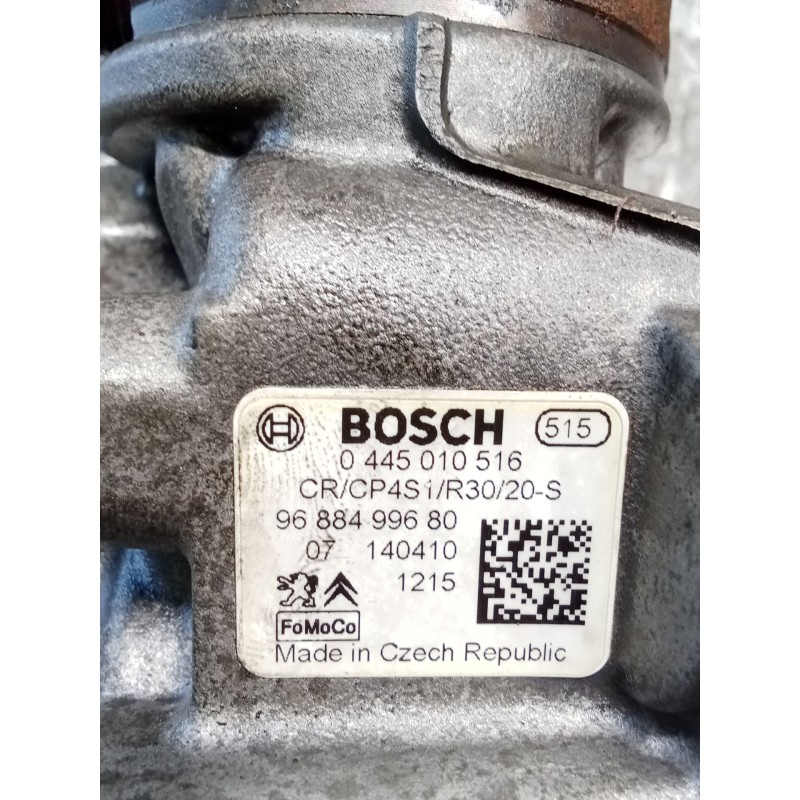 BOSCH 515
0 445 010 516
CR/CP4S1/R30/20-S
96 884 996 80
07 140410
1215
FoMoCo
Made in Czech Republic